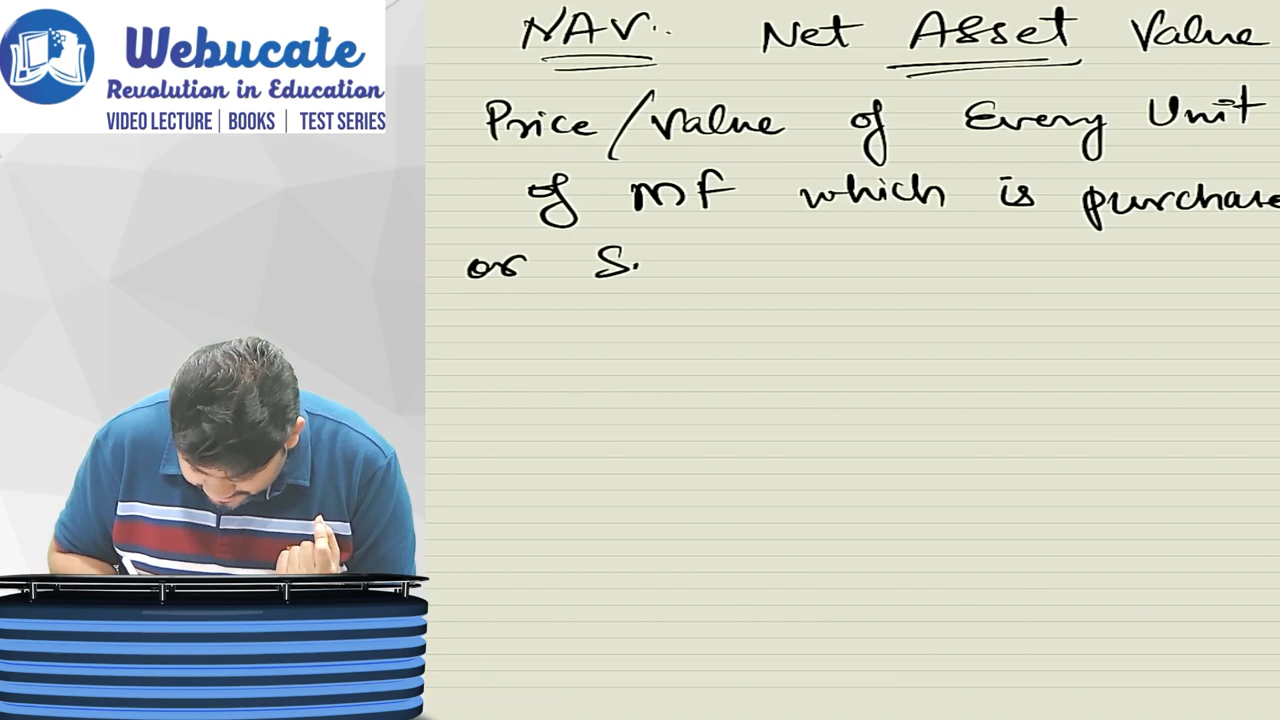 Webucate
Revolution in Education
VIDEO LECTURE | BOOKS | TEST SERIES
NAV. Net Asset Value
Price/Value of Every Unit
of MF which is purchase
or S.